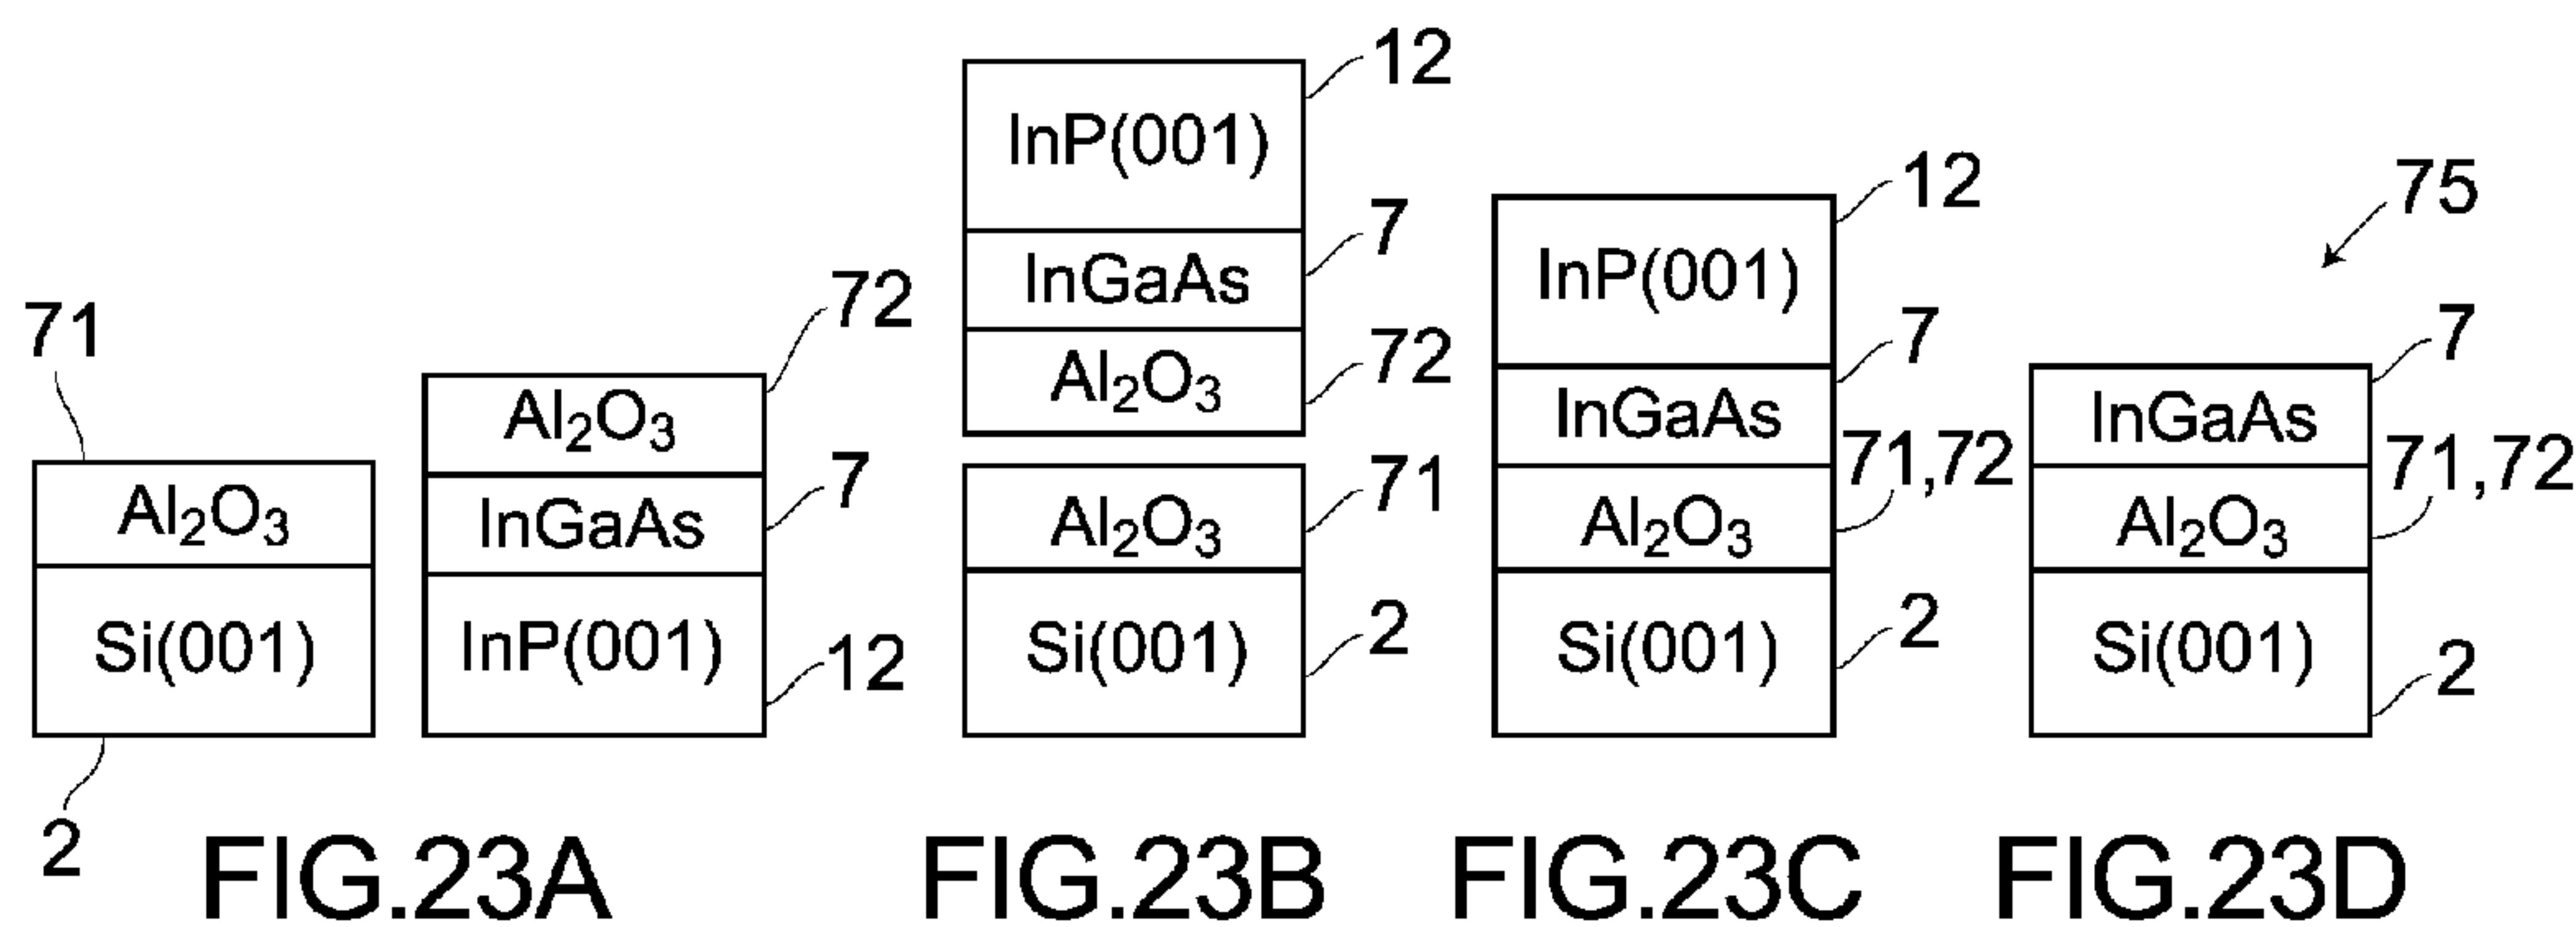 71
Al₂O₃
Si(001)
2
72
Al₂O₃
7
InGaAs
InP(001)
12
FIG.23A
12
InP(001)
7
InGaAs
72
Al₂O₃
71
Al₂O₃
2
Si(001)
FIG.23B
12
InP(001)
7
InGaAs
71,72
Al₂O₃
2
Si(001)
FIG.23C
75
7
InGaAs
71,72
Al₂O₃
Si(001)
2
FIG.23D